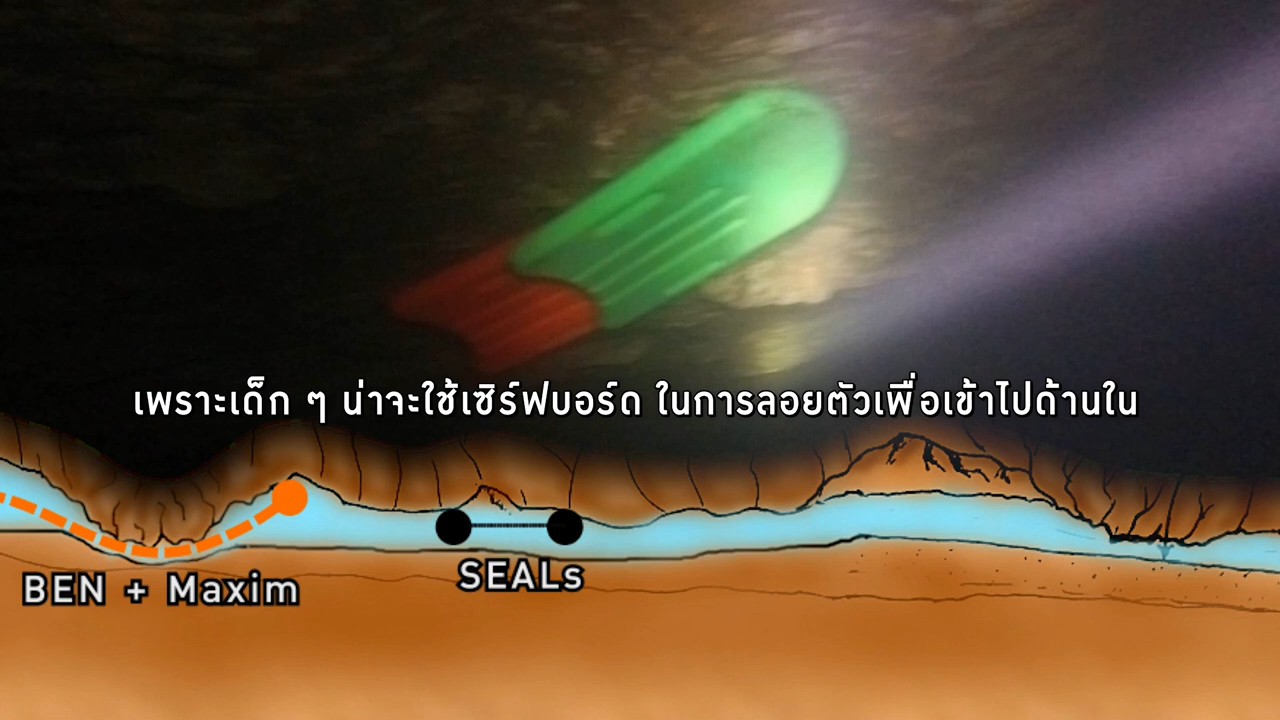 เพราะเด็ก ๆ น่าจะใช้เซิร์ฟบอร์ด ในการลอยตัวเพื่อเข้าไปด้านใน
SEALs
BEN + Maxim